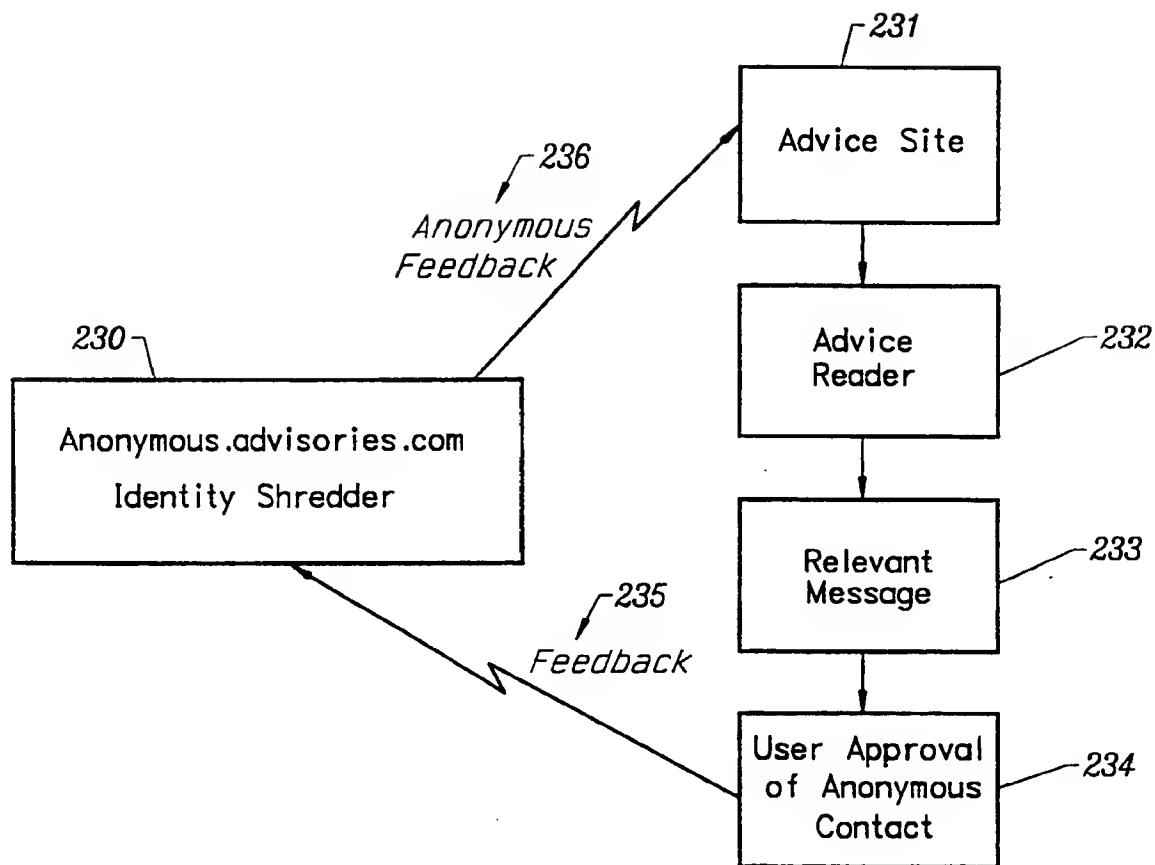 231
Advice Site
236
Anonymous
Feedback
230
Anonymous.advisories.com
Identity Shredder
Advice
Reader
232
Relevant
Message
233
235
Feedback
User Approval
of Anonymous
Contact
234